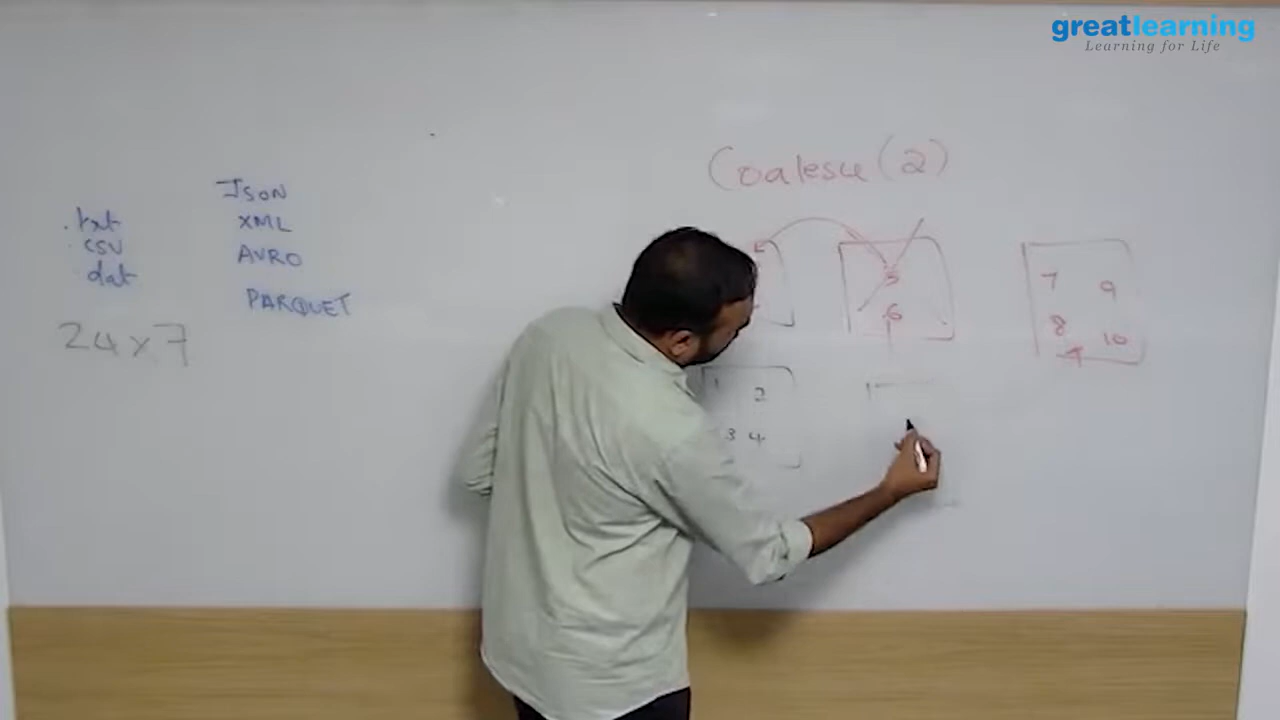 greatlearning
Learning for Life
Coalesce(2)
.txt
.csv
.dat
24x7
JSON
XML
AVRO
PARQUET
5
6
7 9
8 10
1 2
3 4